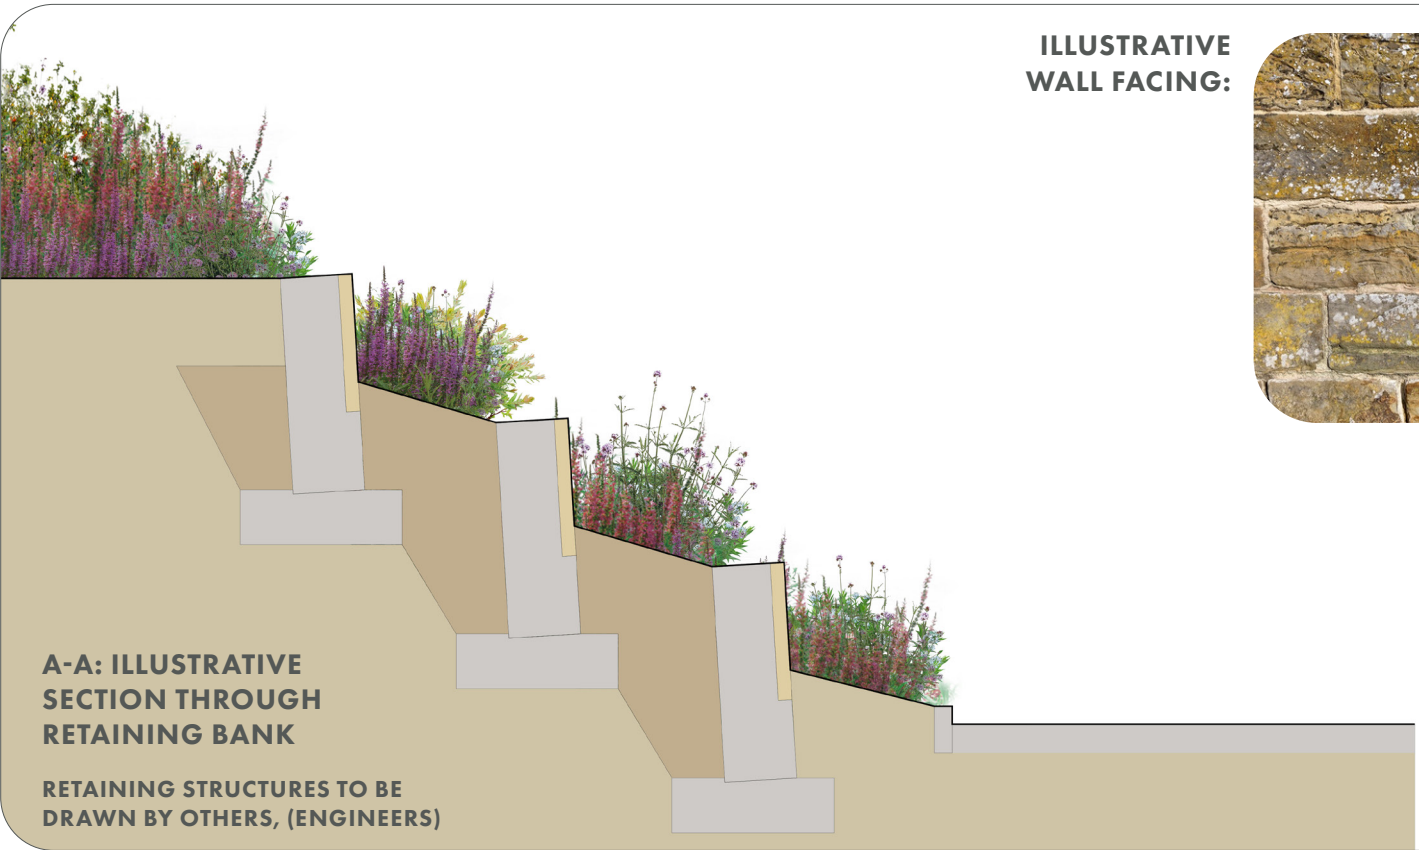 ILLUSTRATIVE
WALL FACING:
A-A: ILLUSTRATIVE
SECTION THROUGH
RETAINING BANK
RETAINING STRUCTURES TO BE
DRAWN BY OTHERS, (ENGINEERS)